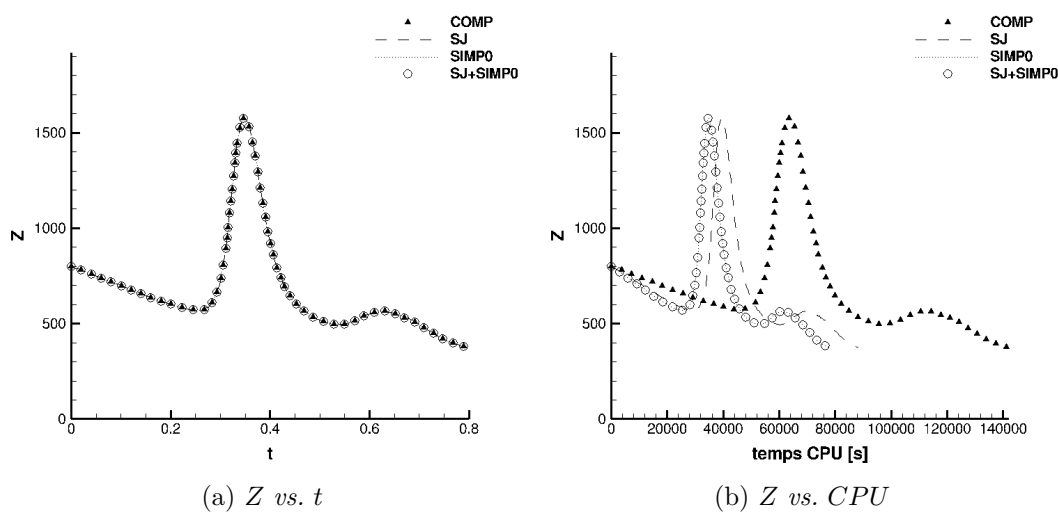 COMP
SJ
SIMP0
SJ+SIMP0
1500
1000
500
0
Z
0
0.2
0.4
0.6
0.8
t
(a) Z vs. t
COMP
SJ
SIMP0
SJ+SIMP0
1500
1000
500
0
Z
0
20000
40000
60000
80000
100000
120000
140000
temps CPU [s]
(b) Z vs. CPU